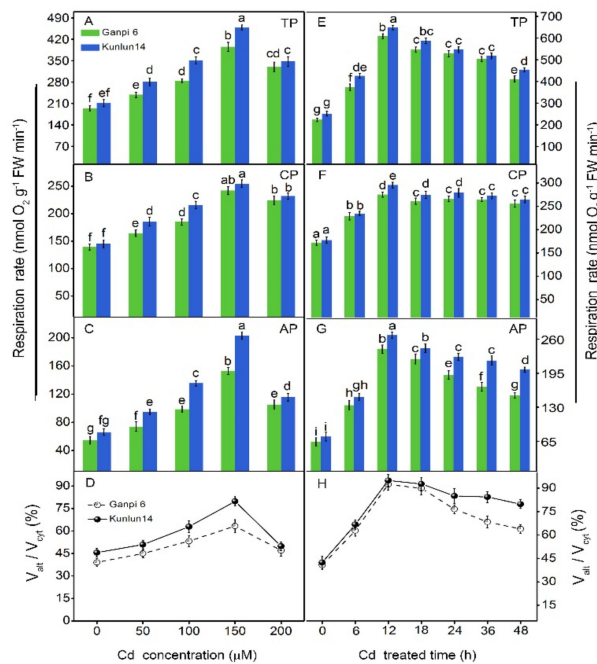 Respiration rate (nmol O₂ g⁻¹ FW min⁻¹)
A TP
Ganpi 6
Kunlun14
490
420
350
280
210
140
70
f ef e d d c b a cd c
B CP
250
200
150
100
50
f f e d d c ab a b b
C AP
200
160
120
80
40
g fg f e e c b a e d
D
Ganpi 6
Kunlun14
Vₐₗₜ / V꜀ᵧₜ (%)
90
75
60
45
30
15
0
0 50 100 150 200
Cd concentration (μM)
E TP
g g f de b a c bc
650
600
500
400
300
200
100
F CP
a a b b d e c d c d c c c c
300
250
200
150
100
50
G AP
i i h gh b a c b e c f c g d
260
195
130
65
Respiration rate (nmol O₂ g⁻¹ FW min⁻¹)
H
90
75
60
45
30
15
Vₐₗₜ / V꜀ᵧₜ (%)
0 6 12 18 24 36 48
Cd treated time (h)